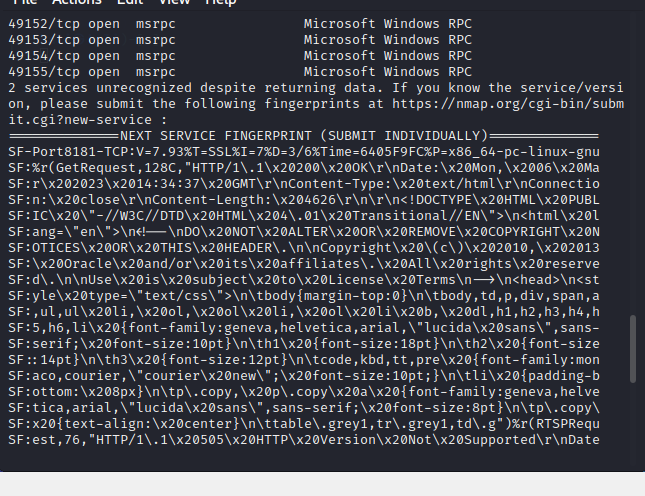 File Actions Edit View Help
49152/tcp open  msrpc                Microsoft Windows RPC
49153/tcp open  msrpc                Microsoft Windows RPC
49154/tcp open  msrpc                Microsoft Windows RPC
49155/tcp open  msrpc                Microsoft Windows RPC
2 services unrecognized despite returning data. If you know the service/versi
on, please submit the following fingerprints at https://nmap.org/cgi-bin/subm
it.cgi?new-service :
==============NEXT SERVICE FINGERPRINT (SUBMIT INDIVIDUALLY)==============
SF-Port8181-TCP:V=7.93%T=SSL%I=7%D=3/6%Time=6405F9FC%P=x86_64-pc-linux-gnu
SF:%r(GetRequest,128C,"HTTP/1\.1\x20200\x20OK\r\nDate:\x20Mon,\x2006\x20Ma
SF:r\x202023\x2014:34:37\x20GMT\r\nContent-Type:\x20text/html\r\nConnectio
SF:n:\x20close\r\nContent-Length:\x204626\r\n\r\n<!DOCTYPE\x20HTML\x20PUBL
SF:IC\x20\"-//W3C//DTD\x20HTML\x204\.01\x20Transitional//EN\">\n<html\x20l
SF:ang=\"en\">\n<!--\nDO\x20NOT\x20ALTER\x20OR\x20REMOVE\x20COPYRIGHT\x20N
SF:OTICES\x20OR\x20THIS\x20HEADER\.\n\nCopyright\x20\(c\)\x202010,\x202013
SF:\x20Oracle\x20and/or\x20its\x20affiliates\.\x20All\x20rights\x20reserve
SF:d\.\n\nUse\x20is\x20subject\x20to\x20License\x20Terms\n-->\n<head>\n<st
SF:yle\x20type=\"text/css\">\n\tbody{margin-top:0}\n\tbody,td,p,div,span,a
SF:,ul,ul\x20li,\x20ol,\x20ol\x20li,\x20ol\x20li\x20b,\x20dl,h1,h2,h3,h4,h
SF:5,h6,li\x20{font-family:geneva,helvetica,arial,\"lucida\x20sans\",sans-
SF:serif;\x20font-size:10pt}\n\th1\x20{font-size:18pt}\n\th2\x20{font-size
SF::14pt}\n\th3\x20{font-size:12pt}\n\tcode,kbd,tt,pre\x20{font-family:mon
SF:aco,courier,\"courier\x20new\";\x20font-size:10pt;}\n\tli\x20{padding-b
SF:ottom:\x208px}\n\tp\.copy,\x20p\.copy\x20a\x20{font-family:geneva,helve
SF:tica,arial,\"lucida\x20sans\",sans-serif;\x20font-size:8pt}\n\tp\.copy\
SF:x20{text-align:\x20center}\n\ttable\.grey1,tr\.grey1,td\.g")%r(RTSPRequ
SF:est,76,"HTTP/1\.1\x20505\x20HTTP\x20Version\x20Not\x20Supported\r\nDate